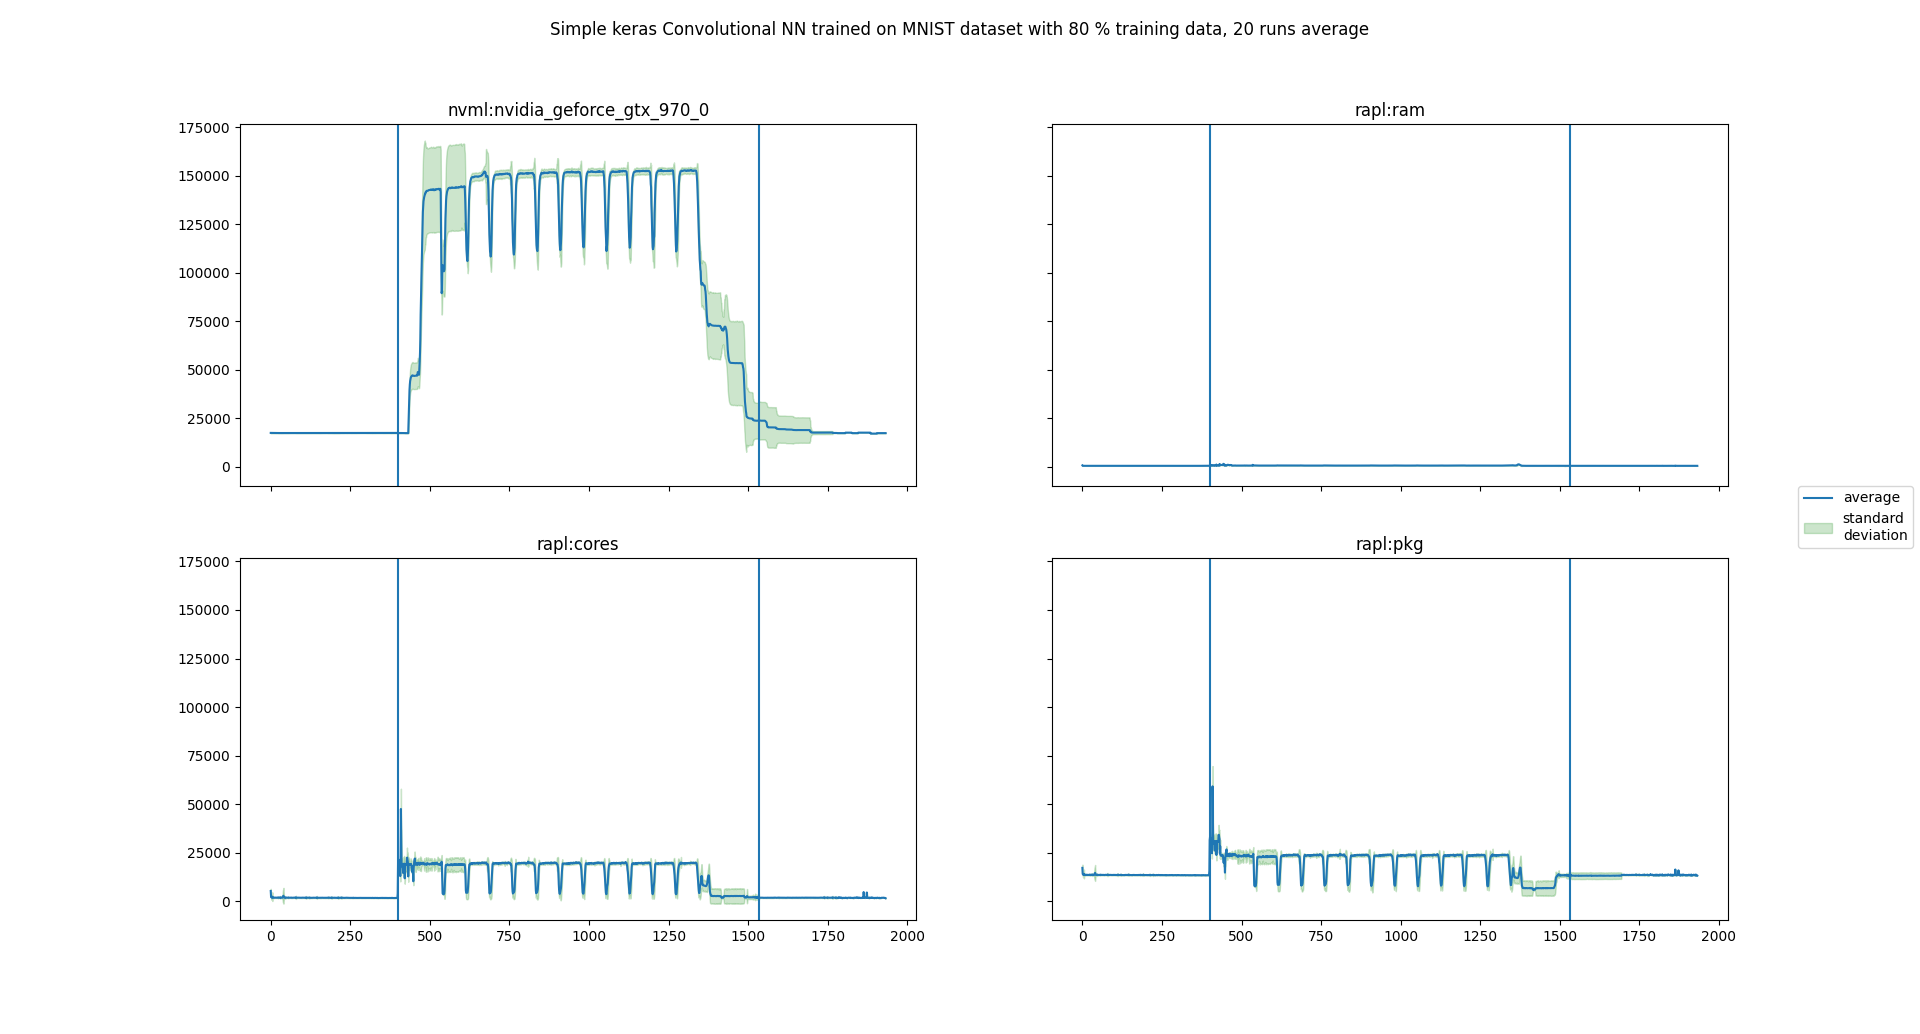 Simple keras Convolutional NN trained on MNIST dataset with 80 % training data, 20 runs average
nvml:nvidia_geforce_gtx_970_0
175000
150000
125000
100000
75000
50000
25000
0
rapl:ram
average
standard
deviation
rapl:cores
175000
150000
125000
100000
75000
50000
25000
0
0 250 500 750 1000 1250 1500 1750 2000
rapl:pkg
0 250 500 750 1000 1250 1500 1750 2000